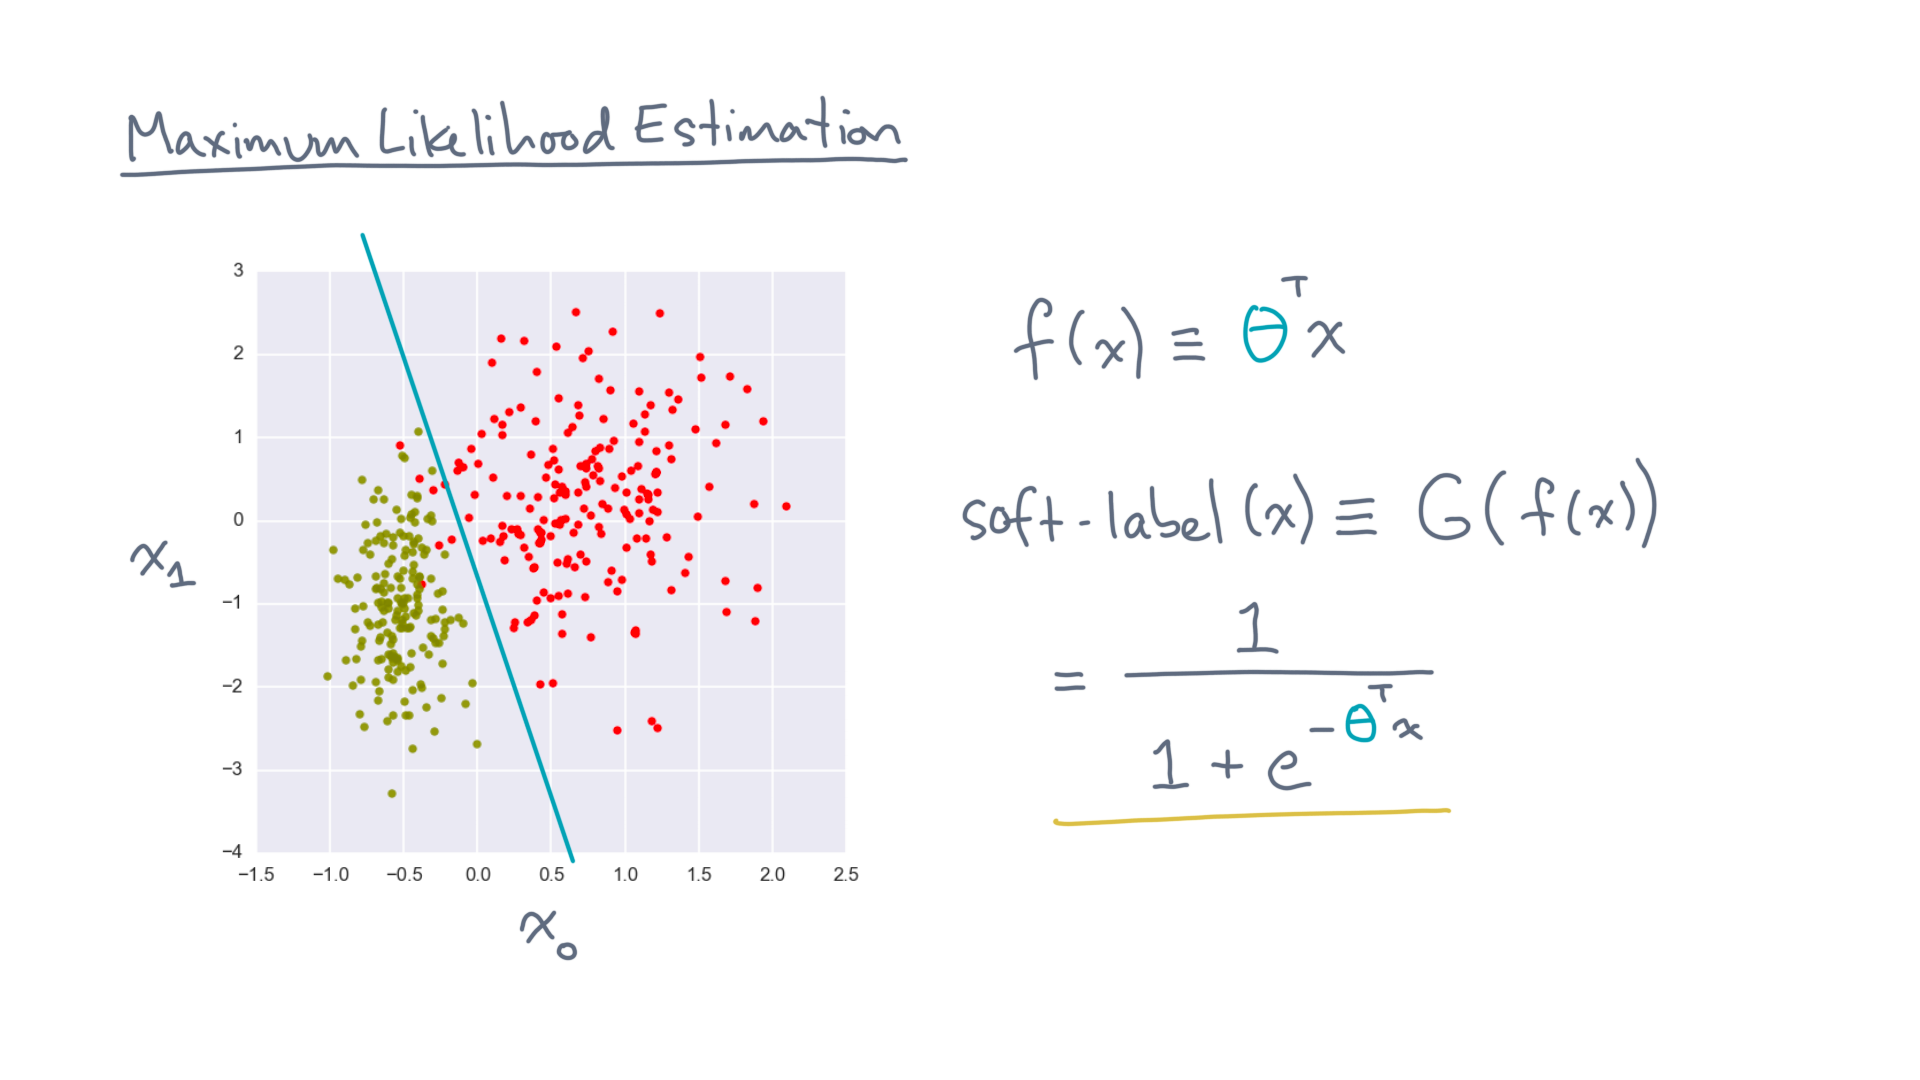 Maximum Likelihood Estimation
3
2
1
0
−1
−2
−3
−4
x₁
−1.5 −1.0 −0.5 0.0 0.5 1.0 1.5 2.0 2.5
x₀
f(x) ≡ θᵀx
soft-label(x) ≡ G(f(x))
= 1 / (1 + e^(−θᵀx))